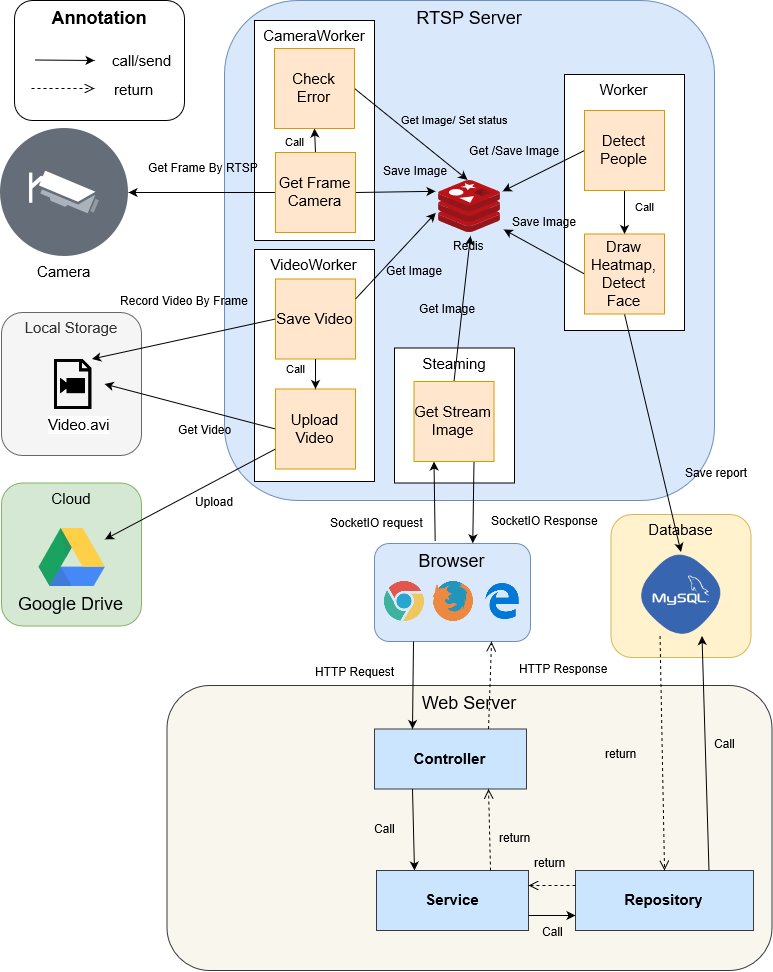 Annotation
call/send
return
RTSP Server
CameraWorker
Check
Error
Call
Get Frame
Camera
Get Frame By RTSP
Camera
Get Image/ Set status
Save Image
Redis
Worker
Detect
People
Get /Save Image
Call
Save Image
Draw
Heatmap,
Detect
Face
VideoWorker
Get Image
Record Video By Frame
Save Video
Call
Upload
Video
Get Image
Local Storage
Video.avi
Get Video
Steaming
Get Stream
Image
Upload
Save report
Cloud
Google Drive
SocketIO request
SocketIO Response
Browser
Database
MySQL
HTTP Request
HTTP Response
Web Server
Controller
Call
return
return
Call
return
Service
Call
Repository